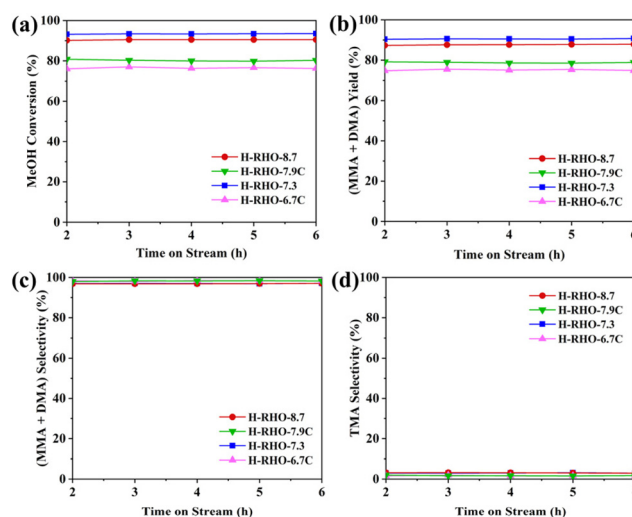 (a)
MeOH Conversion (%)
100
80
60
40
20
0
H-RHO-8.7
H-RHO-7.9C
H-RHO-7.3
H-RHO-6.7C
2 3 4 5 6
Time on Stream (h)
(b)
(MMA + DMA) Yield (%)
100
80
60
40
20
0
H-RHO-8.7
H-RHO-7.9C
H-RHO-7.3
H-RHO-6.7C
2 3 4 5 6
Time on Stream (h)
(c)
(MMA + DMA) Selectivity (%)
100
80
60
40
20
0
H-RHO-8.7
H-RHO-7.9C
H-RHO-7.3
H-RHO-6.7C
2 3 4 5 6
Time on Stream (h)
(d)
TMA Selectivity (%)
100
80
60
40
20
0
H-RHO-8.7
H-RHO-7.9C
H-RHO-7.3
H-RHO-6.7C
2 3 4 5 6
Time on Stream (h)